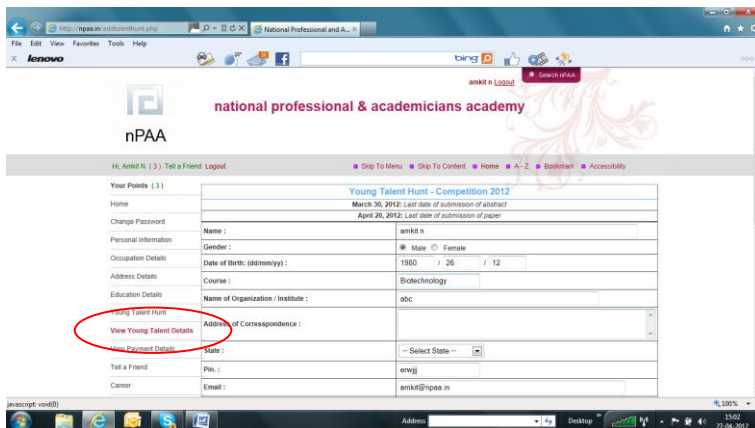 http://npaa.in/addtalenthunt.php
National Professional and A...
File Edit View Favorites Tools Help
x lenovo
bing
amkit n Logout
Search nPAA
national professional & academicians academy
nPAA
Hi, Amkit N ( 3 ) Tell a Friend Logout
Skip To Menu Skip To Content Home A - Z Bookmark Accessibility
Your Points ( 3 )
Home
Change Password
Personal Information
Occupation Details
Address Details
Education Details
Young Talent Hunt
View Young Talent Details
View Payment Details
Tell a Friend
Career
Young Talent Hunt - Competition 2012
March 30, 2012: Last date of submission of abstract
April 20, 2012: Last date of submission of paper
Name : amkit n
Gender : Male Female
Date of Birth: (dd/mm/yy) : 1980 / 26 / 12
Course : Biotechnology
Name of Organization / Institute : abc
Address of Correspondence :
State : -- Select State --
Pin. : erwjjj
Email : amkit@npaa.in
javascript: void(0)
100%
Address
Desktop
15:02
27-04-2012